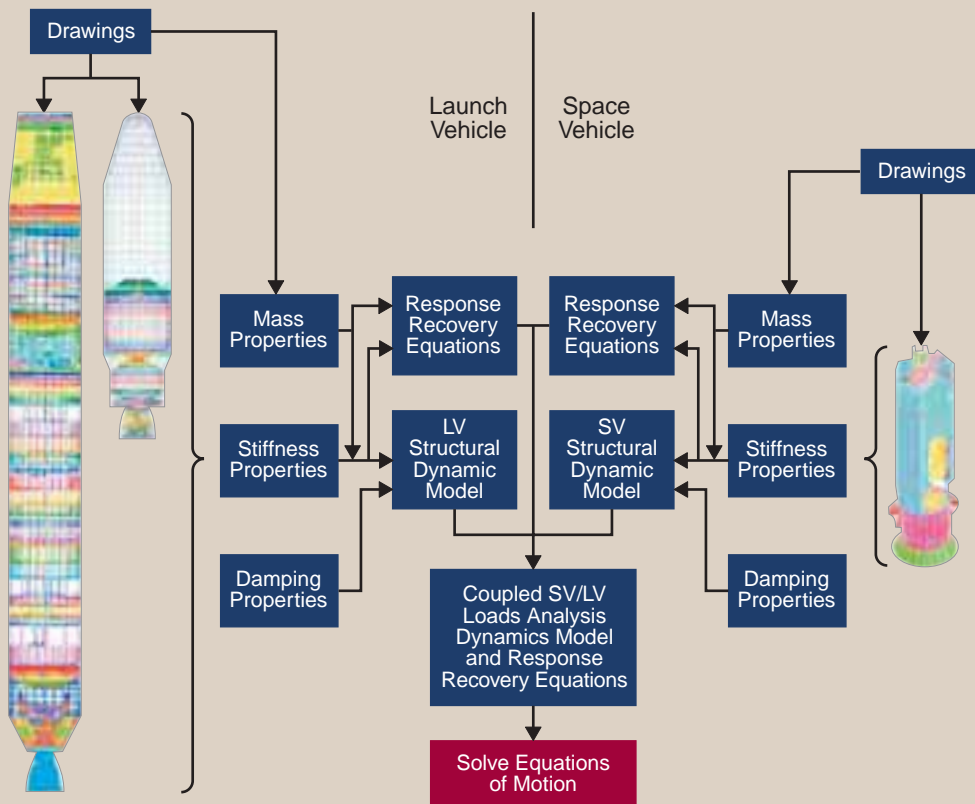 Drawings
Launch
Vehicle
Space
Vehicle
Drawings
Mass
Properties
Response
Recovery
Equations
Response
Recovery
Equations
Mass
Properties
Stiffness
Properties
LV
Structural
Dynamic
Model
SV
Structural
Dynamic
Model
Stiffness
Properties
Damping
Properties
Coupled SV/LV
Loads Analysis
Dynamics Model
and Response
Recovery Equations
Damping
Properties
Solve Equations
of Motion